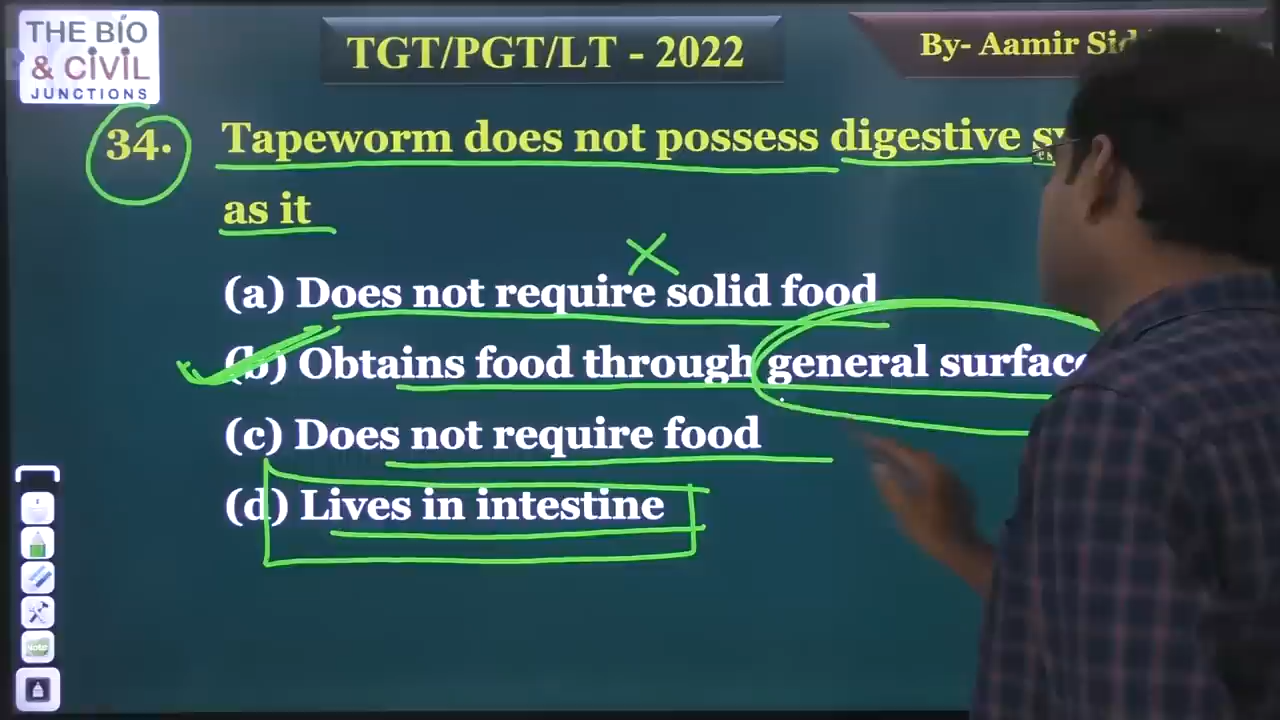 THE BIO
& CIVIL
JUNCTIONS
TGT/PGT/LT - 2022
By- Aamir
34. Tapeworm does not possess digestive
as it
(a) Does not require solid food
(b) Obtains food through general surface
(c) Does not require food
(d) Lives in intestine